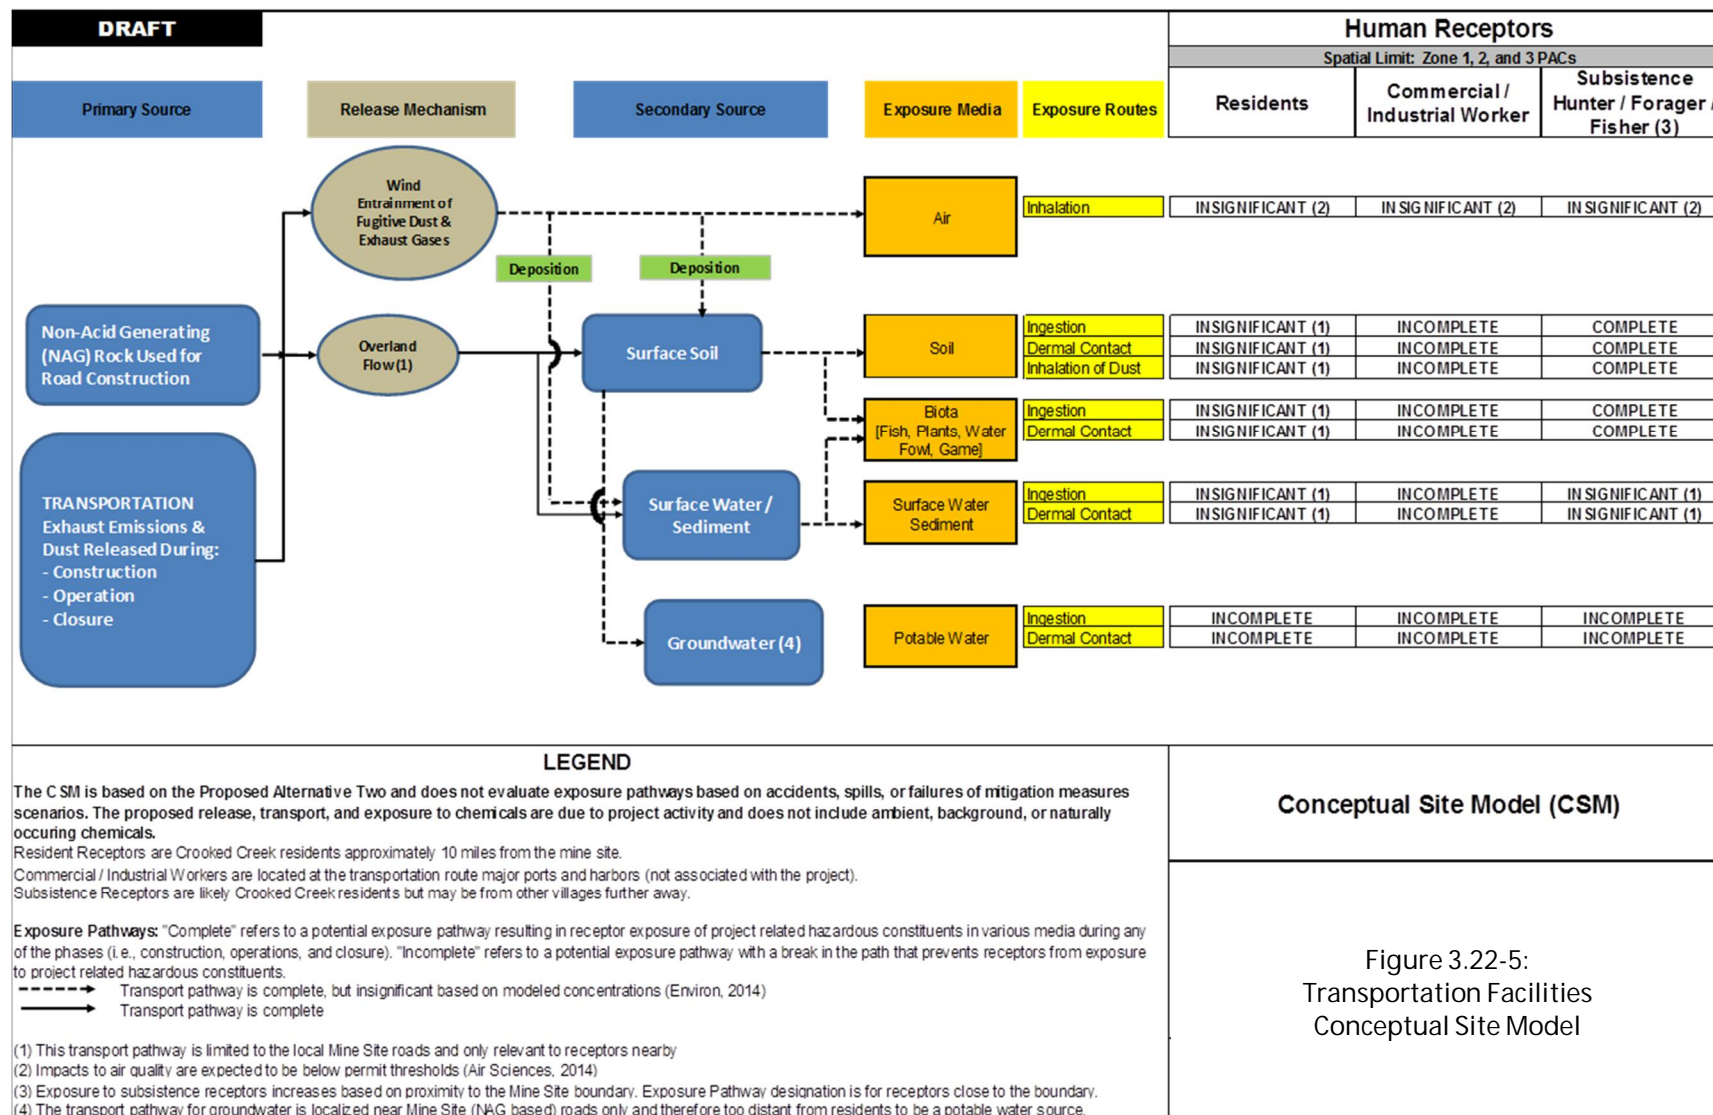 DRAFT
Human Receptors
Spatial Limit: Zone 1, 2, and 3 PACs
Primary Source
Release Mechanism
Secondary Source
Exposure Media
Exposure Routes
Residents
Commercial /
Industrial Worker
Subsistence
Hunter / Forager /
Fisher (3)
Wind
Entrainment of
Fugitive Dust &
Exhaust Gases
Air
Inhalation
INSIGNIFICANT (2)
INSIGNIFICANT (2)
INSIGNIFICANT (2)
Deposition
Deposition
Non-Acid Generating
(NAG) Rock Used for
Road Construction
Overland
Flow (1)
Surface Soil
Soil
Ingestion
INSIGNIFICANT (1)
INCOMPLETE
COMPLETE
Dermal Contact
INSIGNIFICANT (1)
INCOMPLETE
COMPLETE
Inhalation of Dust
INSIGNIFICANT (1)
INCOMPLETE
COMPLETE
Biota
[Fish, Plants, Water
Fowl, Game]
Ingestion
INSIGNIFICANT (1)
INCOMPLETE
COMPLETE
Dermal Contact
INSIGNIFICANT (1)
INCOMPLETE
COMPLETE
TRANSPORTATION
Exhaust Emissions &
Dust Released During:
- Construction
- Operation
- Closure
Surface Water /
Sediment
Surface Water
Sediment
Ingestion
INSIGNIFICANT (1)
INCOMPLETE
INSIGNIFICANT (1)
Dermal Contact
INSIGNIFICANT (1)
INCOMPLETE
INSIGNIFICANT (1)
Groundwater (4)
Potable Water
Ingestion
INCOMPLETE
INCOMPLETE
INCOMPLETE
Dermal Contact
INCOMPLETE
INCOMPLETE
INCOMPLETE
LEGEND
The CSM is based on the Proposed Alternative Two and does not evaluate exposure pathways based on accidents, spills, or failures of mitigation measures
scenarios. The proposed release, transport, and exposure to chemicals are due to project activity and does not include ambient, background, or naturally
occuring chemicals.
Resident Receptors are Crooked Creek residents approximately 10 miles from the mine site.
Commercial / Industrial Workers are located at the transportation route major ports and harbors (not associated with the project).
Subsistence Receptors are likely Crooked Creek residents but may be from other villages further away.
Exposure Pathways: "Complete" refers to a potential exposure pathway resulting in receptor exposure of project related hazardous constituents in various media during any
of the phases (i.e., construction, operations, and closure). "Incomplete" refers to a potential exposure pathway with a break in the path that prevents receptors from exposure
to project related hazardous constituents.
Transport pathway is complete, but insignificant based on modeled concentrations (Environ, 2014)
Transport pathway is complete
(1) This transport pathway is limited to the local Mine Site roads and only relevant to receptors nearby
(2) Impacts to air quality are expected to be below permit thresholds (Air Sciences, 2014)
(3) Exposure to subsistence receptors increases based on proximity to the Mine Site boundary. Exposure Pathway designation is for receptors close to the boundary.
(4) The transport pathway for groundwater is localized near Mine Site (NAG based) roads only and therefore too distant from residents to be a potable water source.
Conceptual Site Model (CSM)
Figure 3.22-5:
Transportation Facilities
Conceptual Site Model